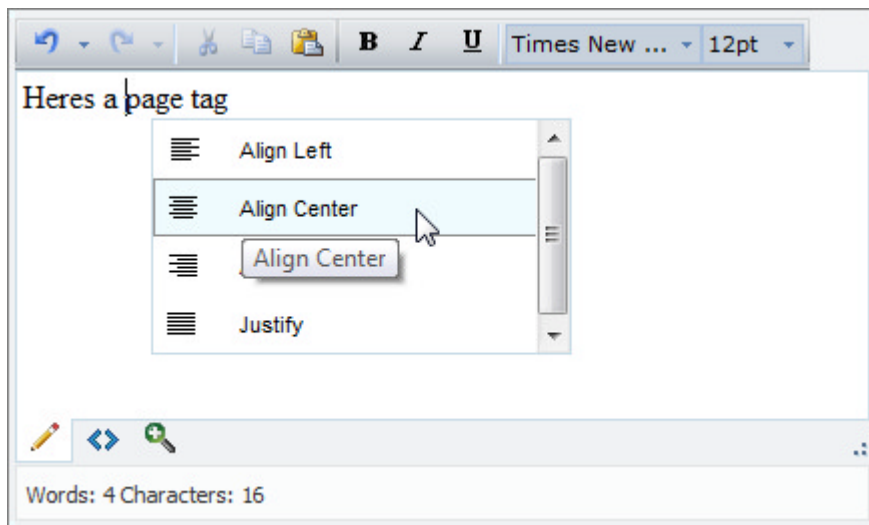 B I U Times New ... 12pt
Heres a page tag
Align Left
Align Center
Align Center
Justify
Words: 4 Characters: 16